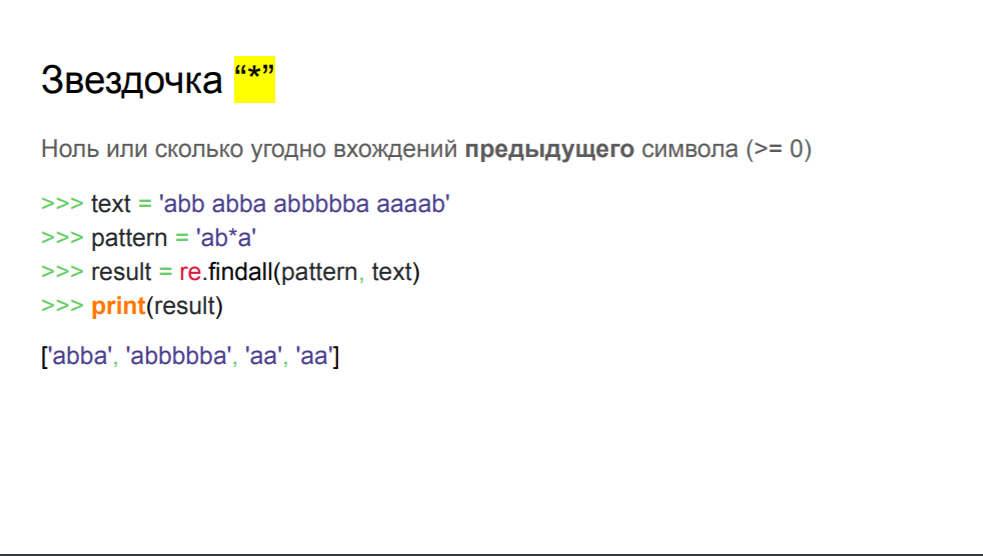 Звездочка “*”
Ноль или сколько угодно вхождений предыдущего символа (>= 0)
>>> text = 'abb abba abbbbba aaaab'
>>> pattern = 'ab*a'
>>> result = re.findall(pattern, text)
>>> print(result)
['abba', 'abbbbba', 'aa', 'aa']